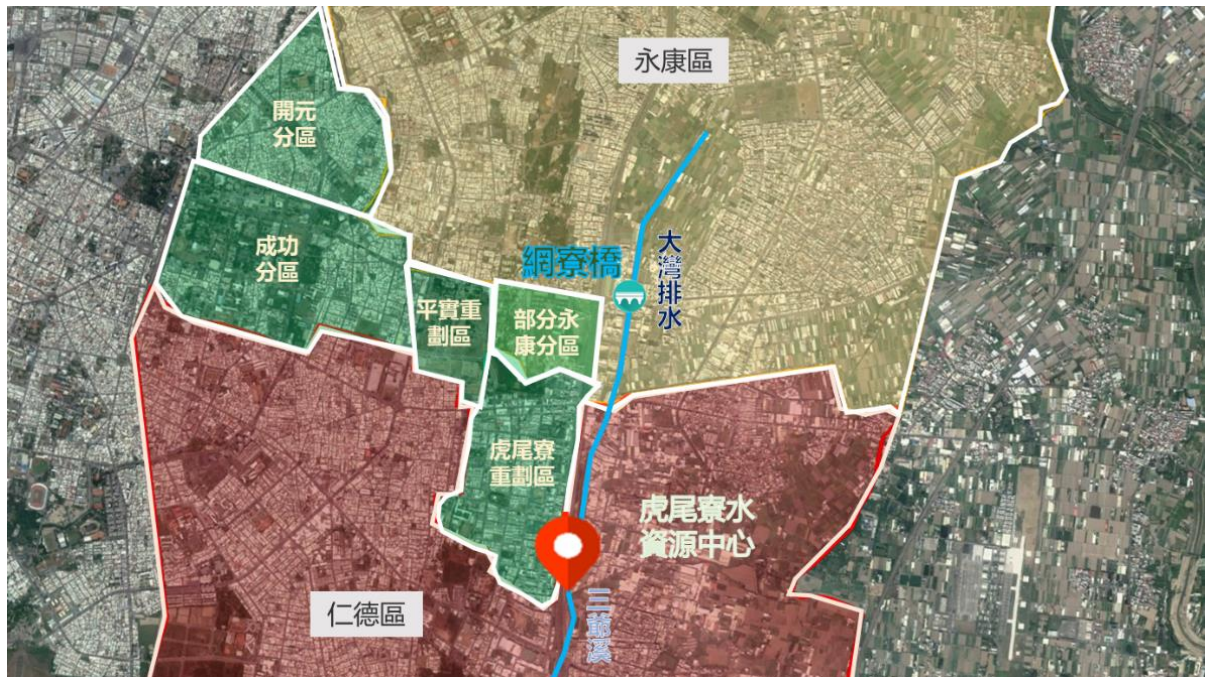 永康區
開元
分區
成功
分區
網寮橋
大灣排水
平實重
劃區
部分永
康分區
虎尾寮
重劃區
虎尾寮水
資源中心
仁德區
三爺溪